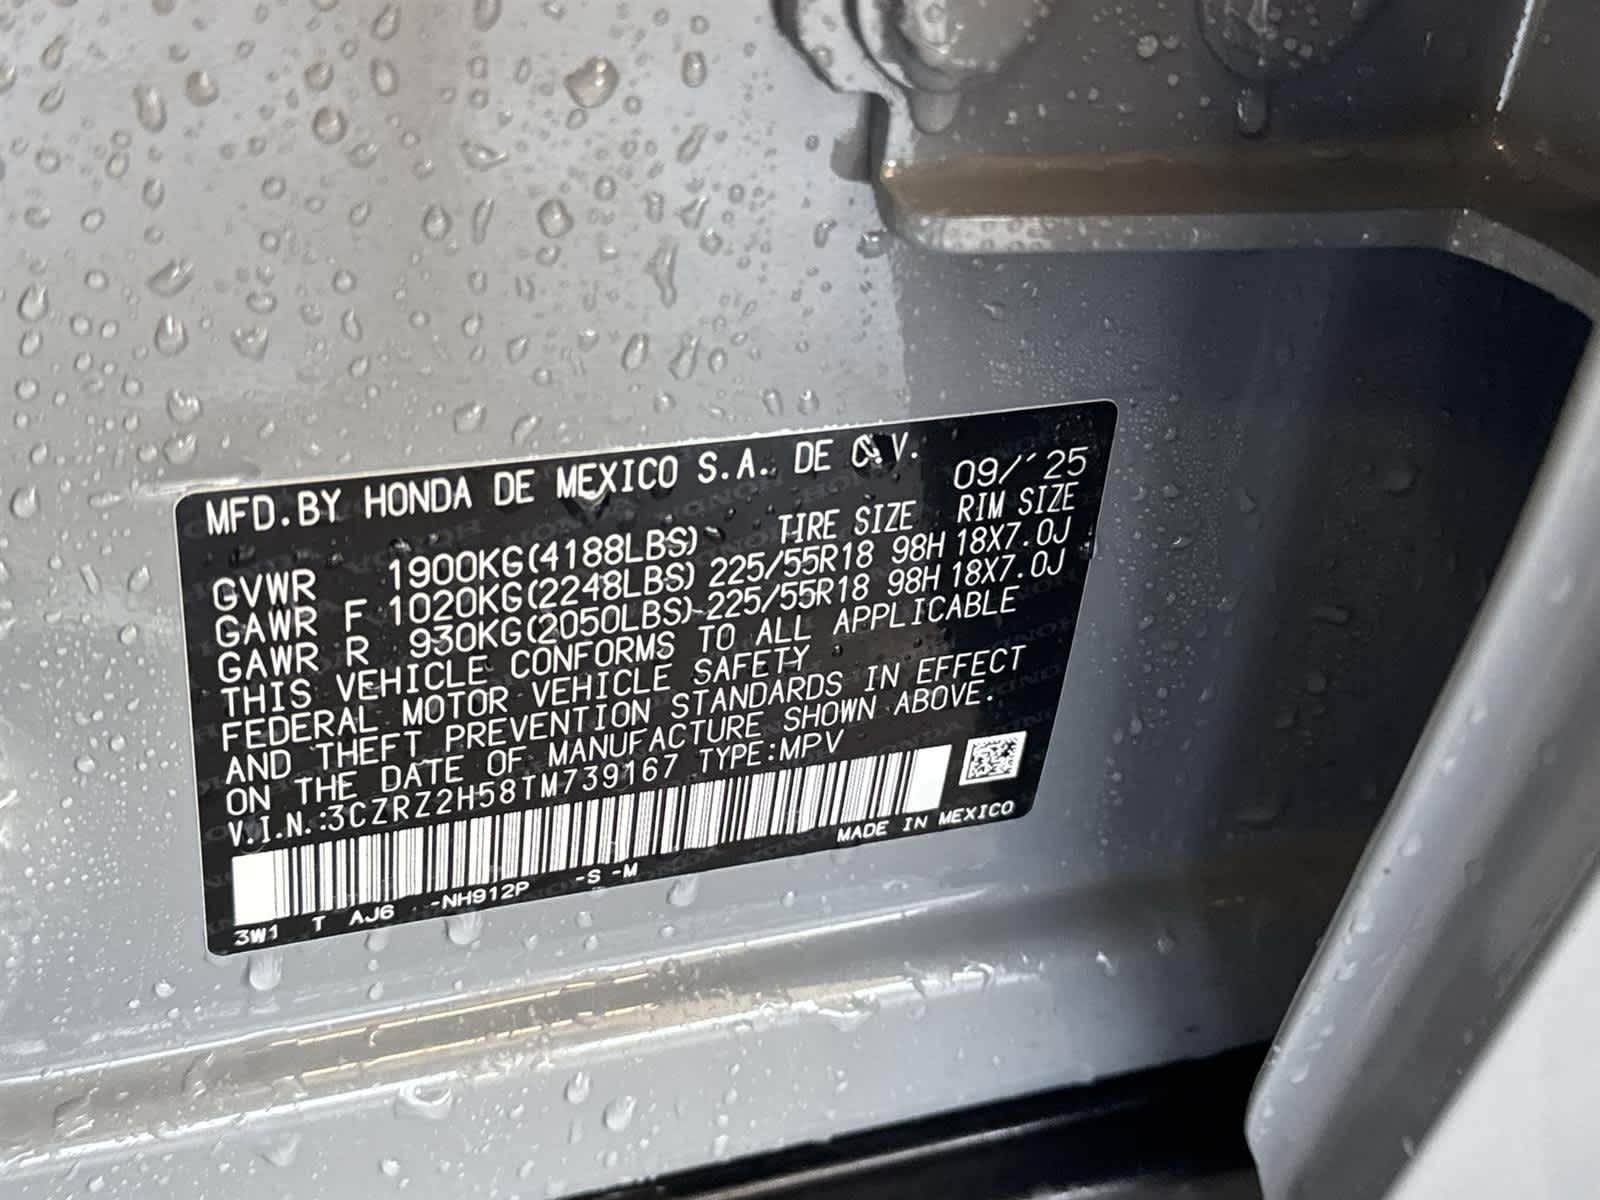 MFD.BY HONDA DE MEXICO S.A. DE C.V.
09/´25
TIRE SIZE RIM SIZE
GVWR 1900KG(4188LBS)
GAWR F 1020KG(2248LBS) 225/55R18 98H 18X7.0J
GAWR R 930KG(2050LBS) 225/55R18 98H 18X7.0J
THIS VEHICLE CONFORMS TO ALL APPLICABLE
FEDERAL MOTOR VEHICLE SAFETY
AND THEFT PREVENTION STANDARDS IN EFFECT
ON THE DATE OF MANUFACTURE SHOWN ABOVE.
V.I.N.:3CZRZ2H58TM739167 TYPE:MPV
MADE IN MEXICO
3W1 T AJ6 -NH912P -S -M